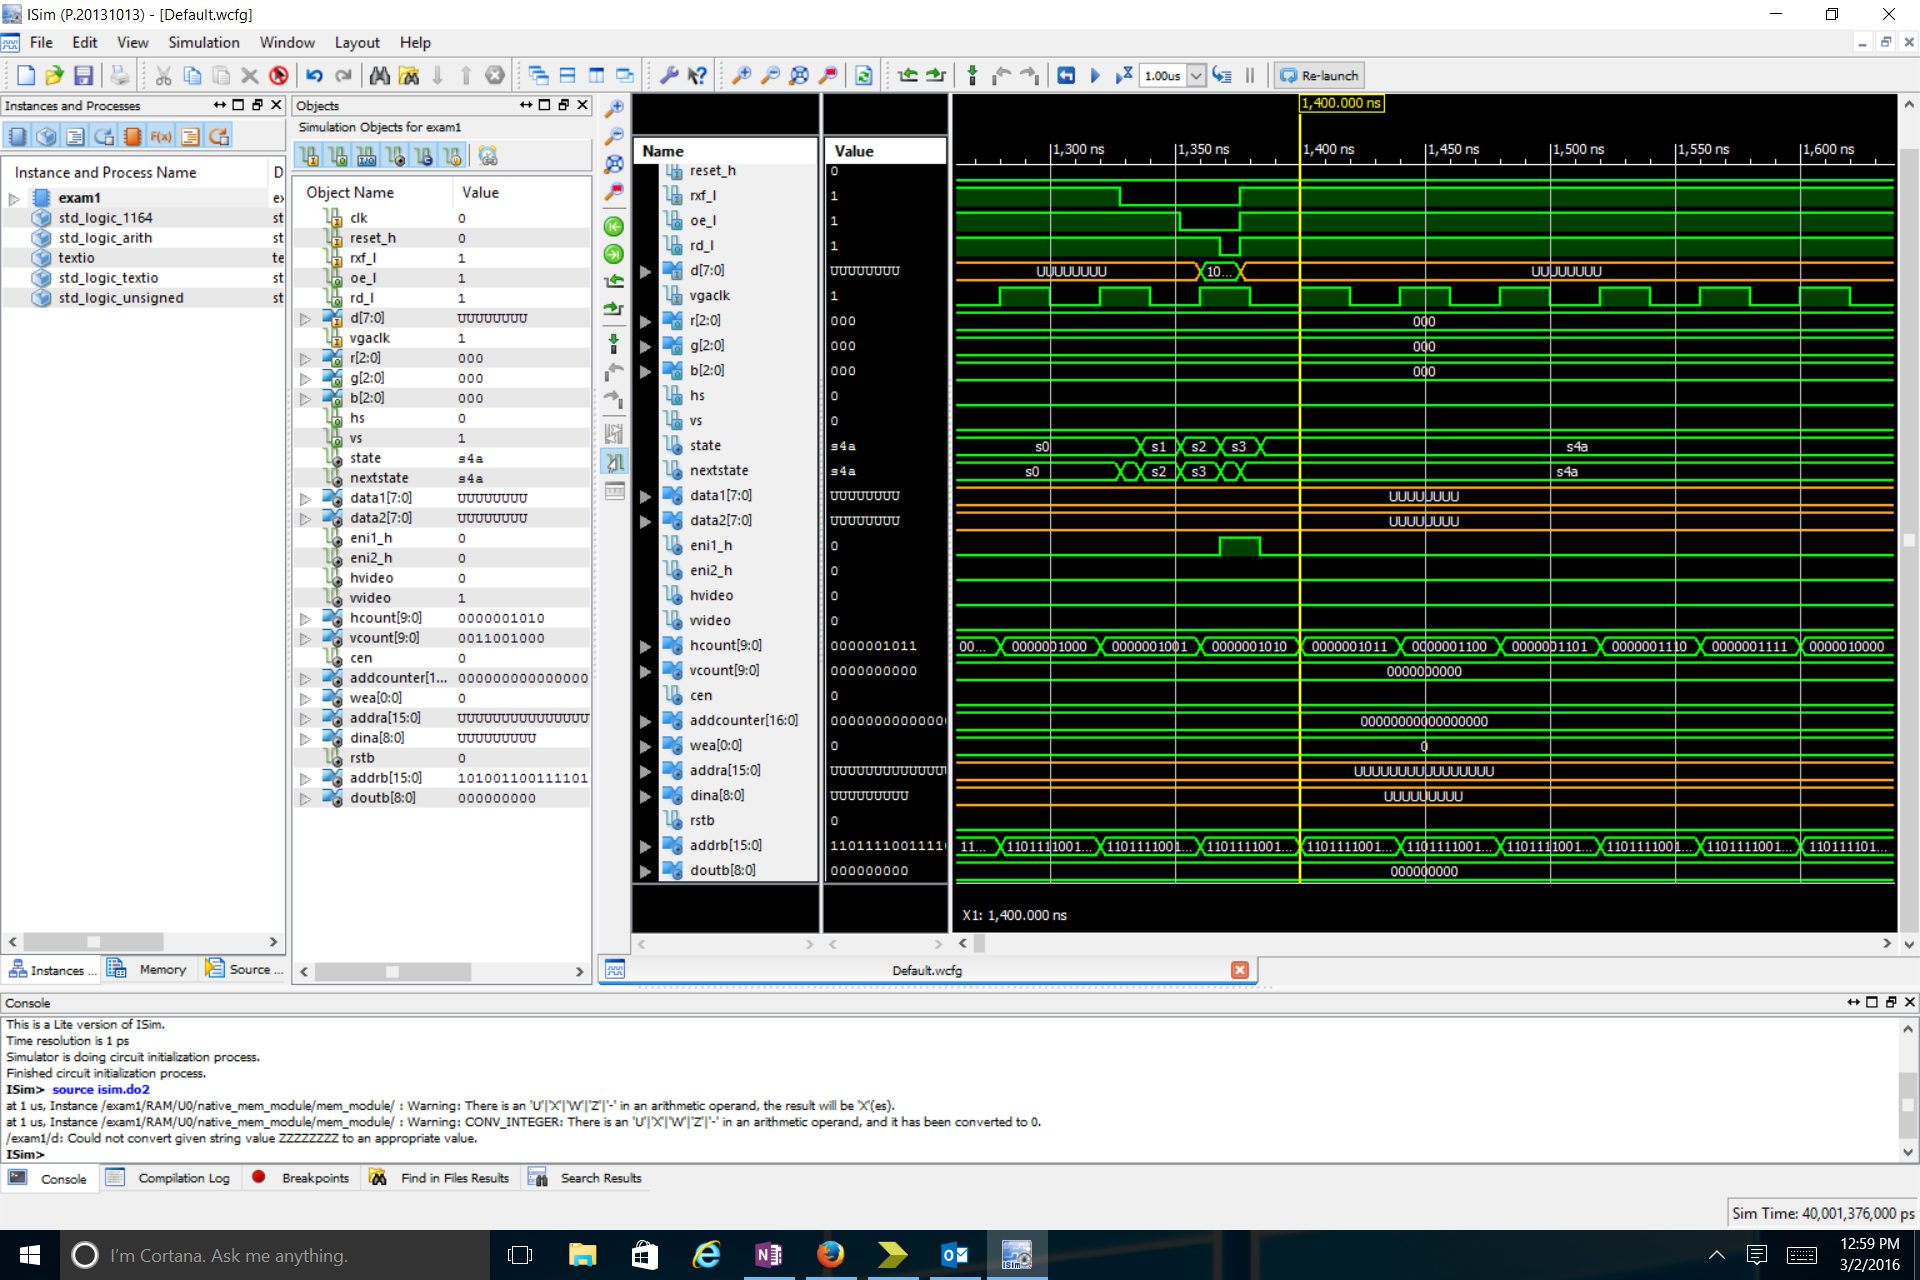 ISim (P.20131013) - [Default.wcfg]
File Edit View Simulation Window Layout Help
1.00us Re-launch
Instances and Processes
Instance and Process Name D
exam1 e
std_logic_1164 st
std_logic_arith st
textio te
std_logic_textio st
std_logic_unsigned st
Instances ... Memory Source ...
Objects
Simulation Objects for exam1
Object Name Value
clk 0
reset_h 0
rxf_l 1
oe_l 1
rd_l 1
d[7:0] UUUUUUUU
vgaclk 1
r[2:0] 000
g[2:0] 000
b[2:0] 000
hs 0
vs 1
state s4a
nextstate s4a
data1[7:0] UUUUUUUU
data2[7:0] UUUUUUUU
eni1_h 0
eni2_h 0
hvideo 0
vvideo 1
hcount[9:0] 0000001010
vcount[9:0] 0011001000
cen 0
addcounter[1... 000000000000000
wea[0:0] 0
addra[15:0] UUUUUUUUUUUUUUU
dina[8:0] UUUUUUUUU
rstb 0
addrb[15:0] 101001100111101
doutb[8:0] 000000000
1,400.000 ns
Name Value
1,300 ns 1,350 ns 1,400 ns 1,450 ns 1,500 ns 1,550 ns 1,600 ns
reset_h 0
rxf_l 1
oe_l 1
rd_l 1
d[7:0] UUUUUUUU UUUUUUUU 10... UUUUUUUU
vgaclk 1
r[2:0] 000 000
g[2:0] 000 000
b[2:0] 000 000
hs 0
vs 0
state s4a s0 s1 s2 s3 s4a
nextstate s4a s0 s2 s3 s4a
data1[7:0] UUUUUUUU UUUUUUUU
data2[7:0] UUUUUUUU UUUUUUUU
eni1_h 0
eni2_h 0
hvideo 0
vvideo 0
hcount[9:0] 0000001011 00... 0000001000 0000001001 0000001010 0000001011 0000001100 0000001101 0000001110 0000001111 0000010000
vcount[9:0] 0000000000 0000000000
cen 0
addcounter[16:0] 00000000000000 00000000000000000
wea[0:0] 0 0
addra[15:0] UUUUUUUUUUUUUU UUUUUUUUUUUUUUUU
dina[8:0] UUUUUUUUU UUUUUUUUU
rstb 0
addrb[15:0] 11011110011110 11... 1101111001... 1101111001... 1101111001... 1101111001... 1101111001... 1101111001... 1101111001... 1101111001... 110111101...
doutb[8:0] 000000000 000000000
X1: 1,400.000 ns
Default.wcfg
Console
This is a Lite version of ISim.
Time resolution is 1 ps
Simulator is doing circuit initialization process.
Finished circuit initialization process.
ISim> source isim.do2
at 1 us, Instance /exam1/RAM/U0/native_mem_module/mem_module/ : Warning: There is an 'U'|'X'|'W'|'Z'|'-' in an arithmetic operand, the result will be 'X'(es).
at 1 us, Instance /exam1/RAM/U0/native_mem_module/mem_module/ : Warning: CONV_INTEGER: There is an 'U'|'X'|'W'|'Z'|'-' in an arithmetic operand, and it has been converted to 0.
/exam1/d: Could not convert given string value ZZZZZZZZ to an appropriate value.
ISim>
Console Compilation Log Breakpoints Find in Files Results Search Results
Sim Time: 40,001,376,000 ps
I'm Cortana. Ask me anything.
12:59 PM
3/2/2016